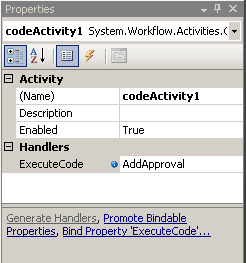 Properties
codeActivity1 System.Workflow.Activities.
Activity
(Name) codeActivity1
Description
Enabled True
Handlers
ExecuteCode AddApproval
Generate Handlers, Promote Bindable
Properties, Bind Property 'ExecuteCode'...